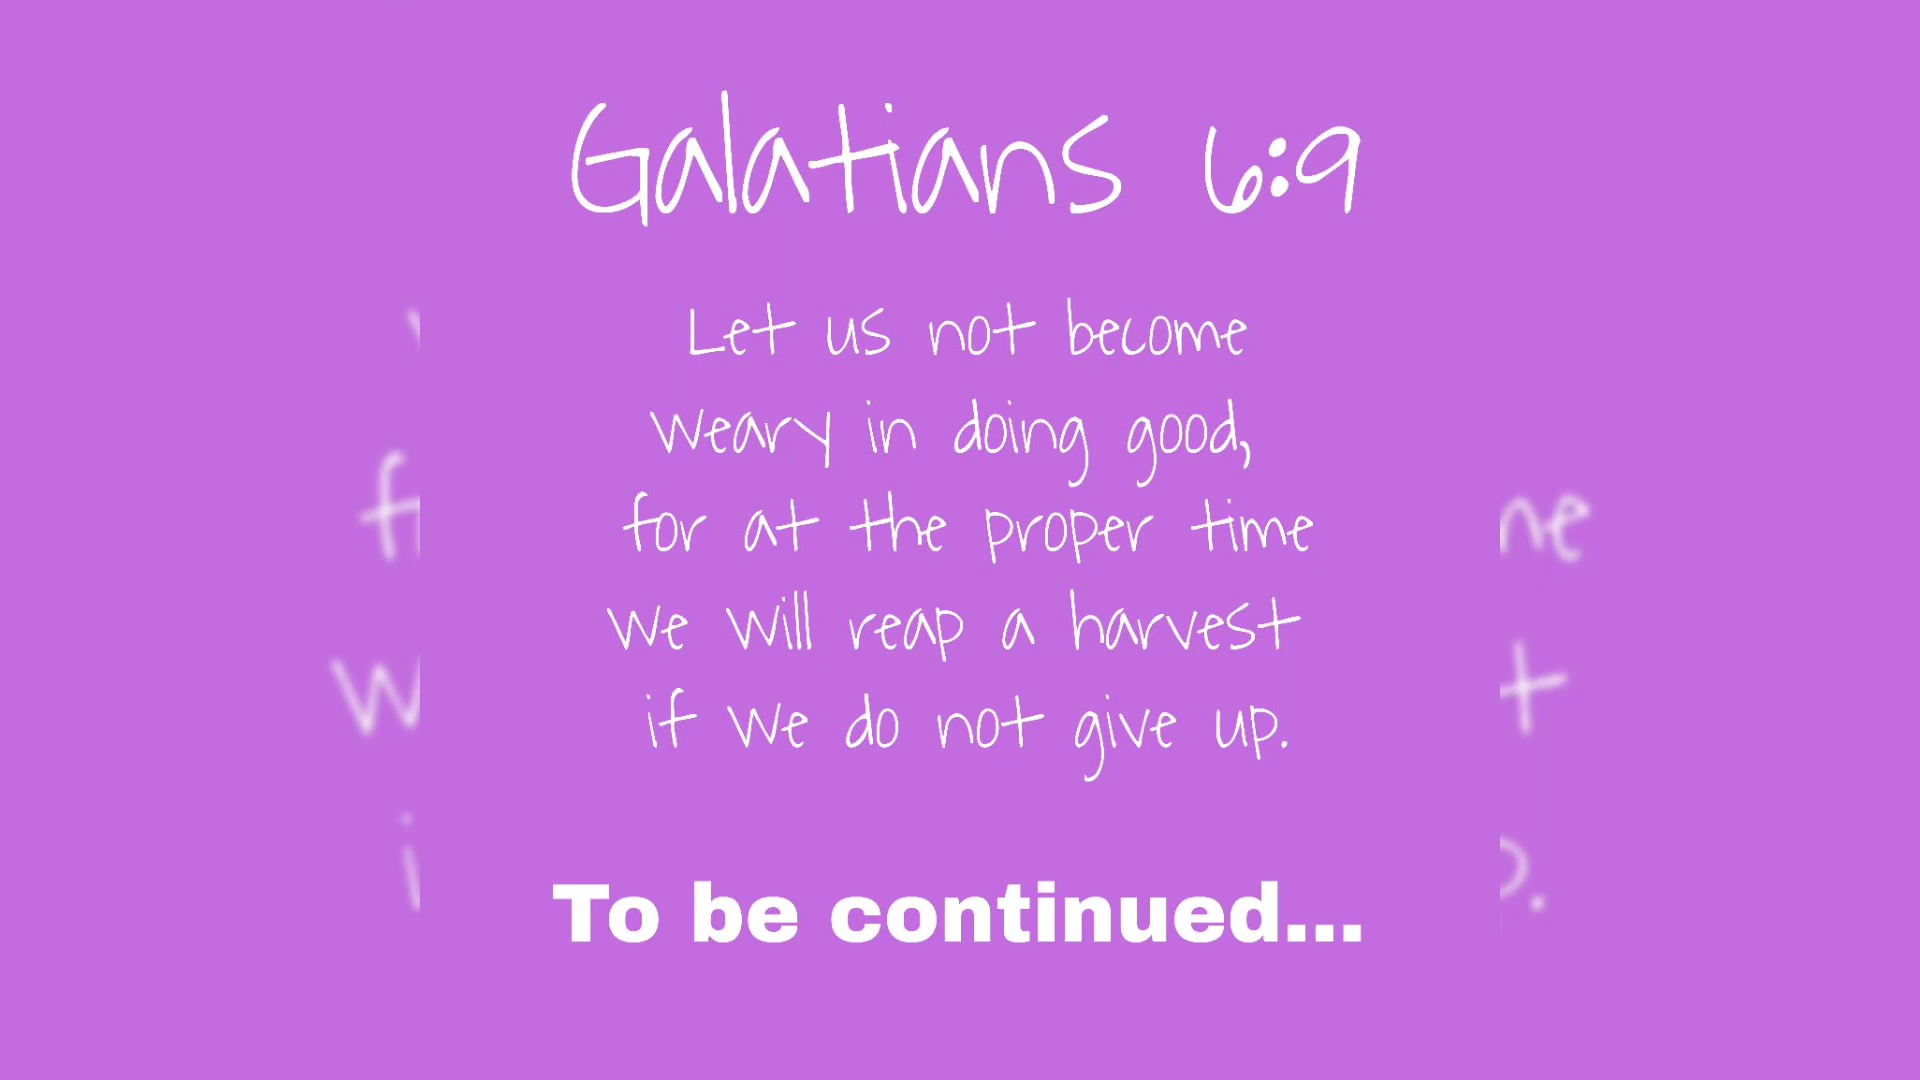 Galatians 6:9
Let us not become
weary in doing good,
for at the proper time
we will reap a harvest
if we do not give up.
To be continued...